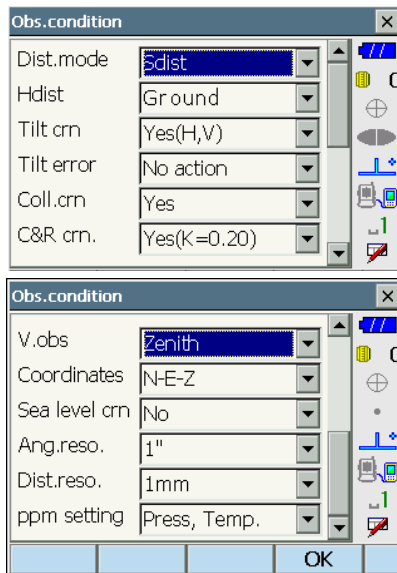 Obs.condition
Dist.mode Sdist
Hdist Ground
Tilt crn Yes(H,V)
Tilt error No action
Coll.crn Yes
C&R crn. Yes(K=0.20)
1
Obs.condition
V.obs Zenith
Coordinates N-E-Z
Sea level crn No
Ang.reso. 1"
Dist.reso. 1mm
ppm setting Press, Temp.
1
OK